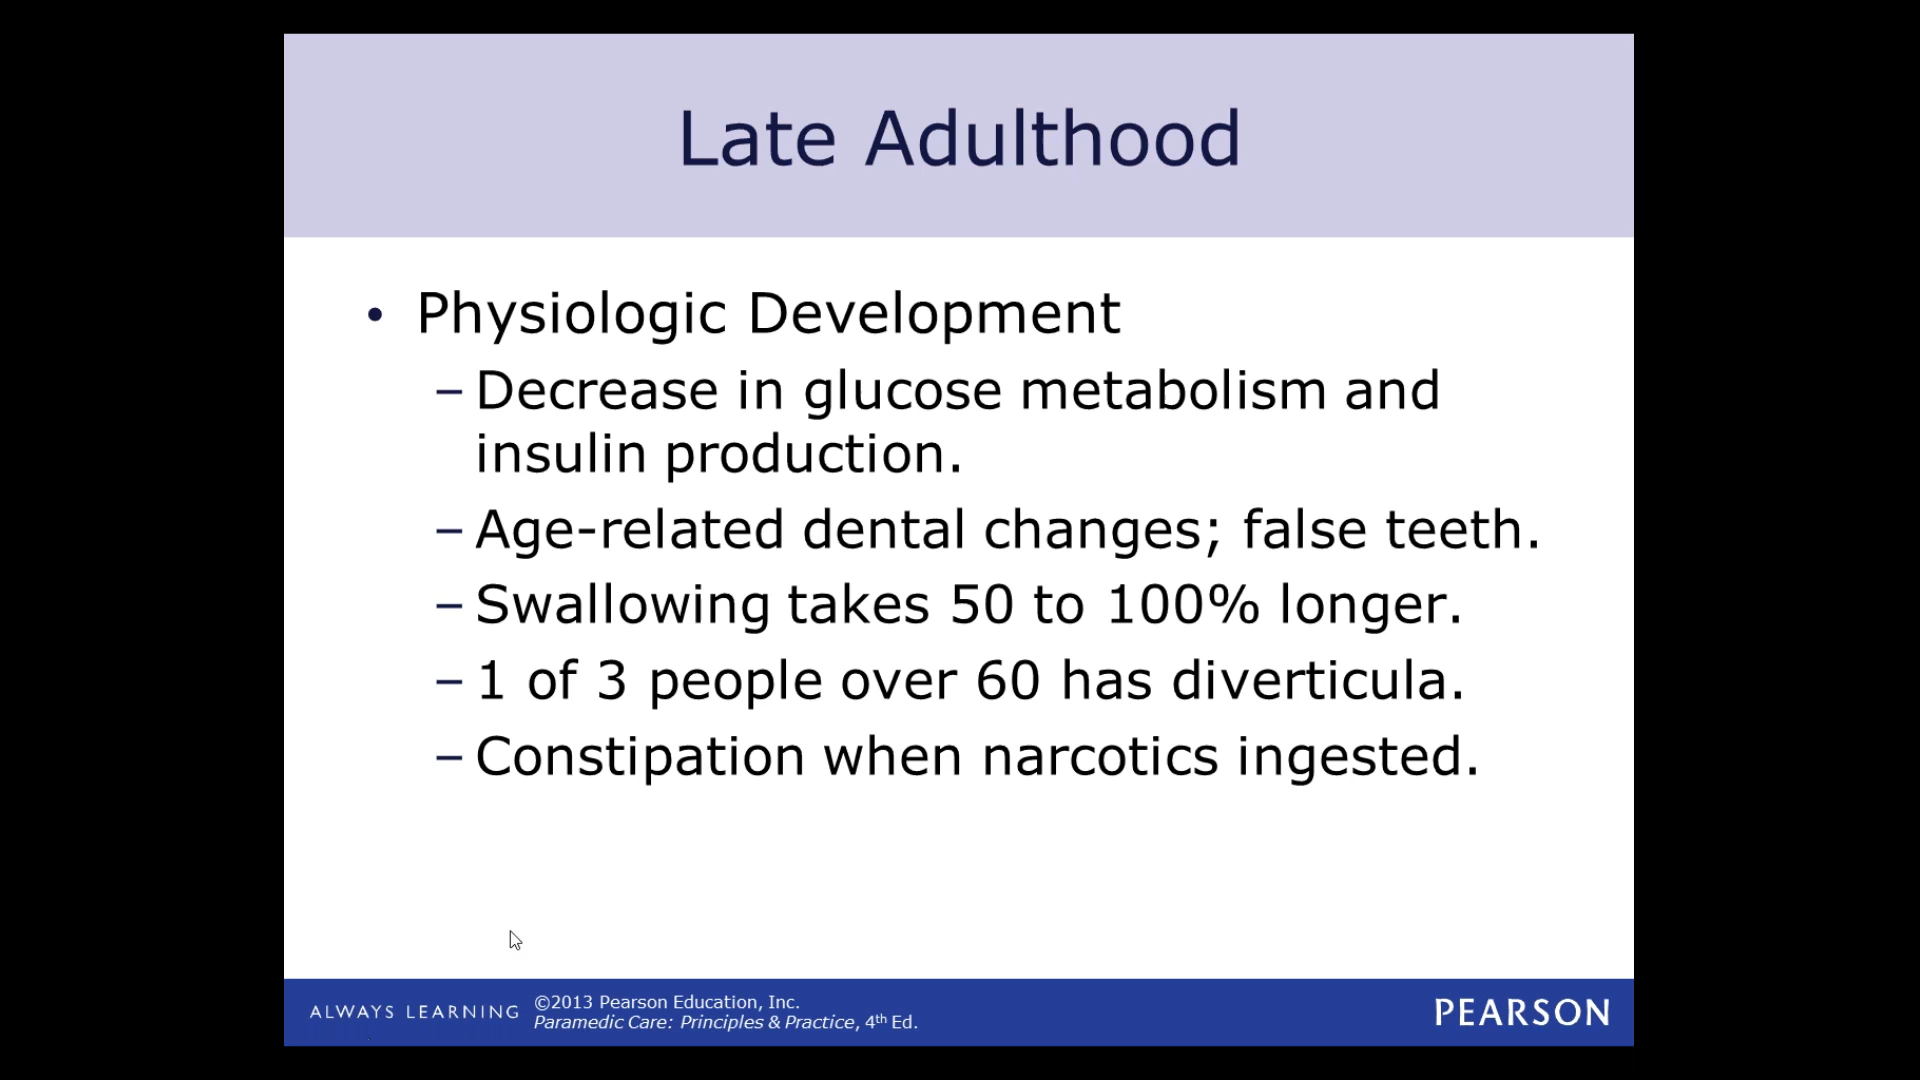 Late Adulthood
• Physiologic Development
– Decrease in glucose metabolism and
insulin production.
– Age-related dental changes; false teeth.
– Swallowing takes 50 to 100% longer.
– 1 of 3 people over 60 has diverticula.
– Constipation when narcotics ingested.
ALWAYS LEARNING
©2013 Pearson Education, Inc.
Paramedic Care: Principles & Practice, 4th Ed.
PEARSON